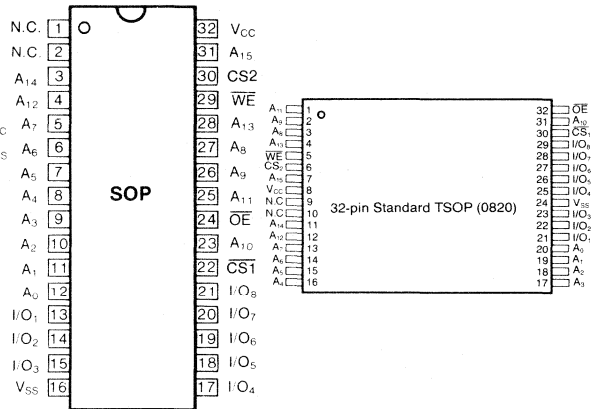 N.C. 1 32 VCC
N.C. 2 31 A15
A14 3 30 CS2
A12 4 29 WE
A7 5 28 A13
A6 6 27 A8
A5 7 26 A9
A4 8 25 A11
A3 9 24 OE
A2 10 23 A10
A1 11 22 CS1
A0 12 21 I/O8
I/O1 13 20 I/O7
I/O2 14 19 I/O6
I/O3 15 18 I/O5
VSS 16 17 I/O4
SOP
C
S
A11 1 32 OE
A9 2 31 A10
A8 3 30 CS1
A13 4 29 I/O8
WE 5 28 I/O7
CS2 6 27 I/O6
A15 7 26 I/O5
VCC 8 25 I/O4
N.C 9 24 VSS
N.C 10 23 I/O3
A14 11 22 I/O2
A12 12 21 I/O1
A7 13 20 A0
A6 14 19 A1
A5 15 18 A2
A4 16 17 A3
32-pin Standard TSOP (0820)